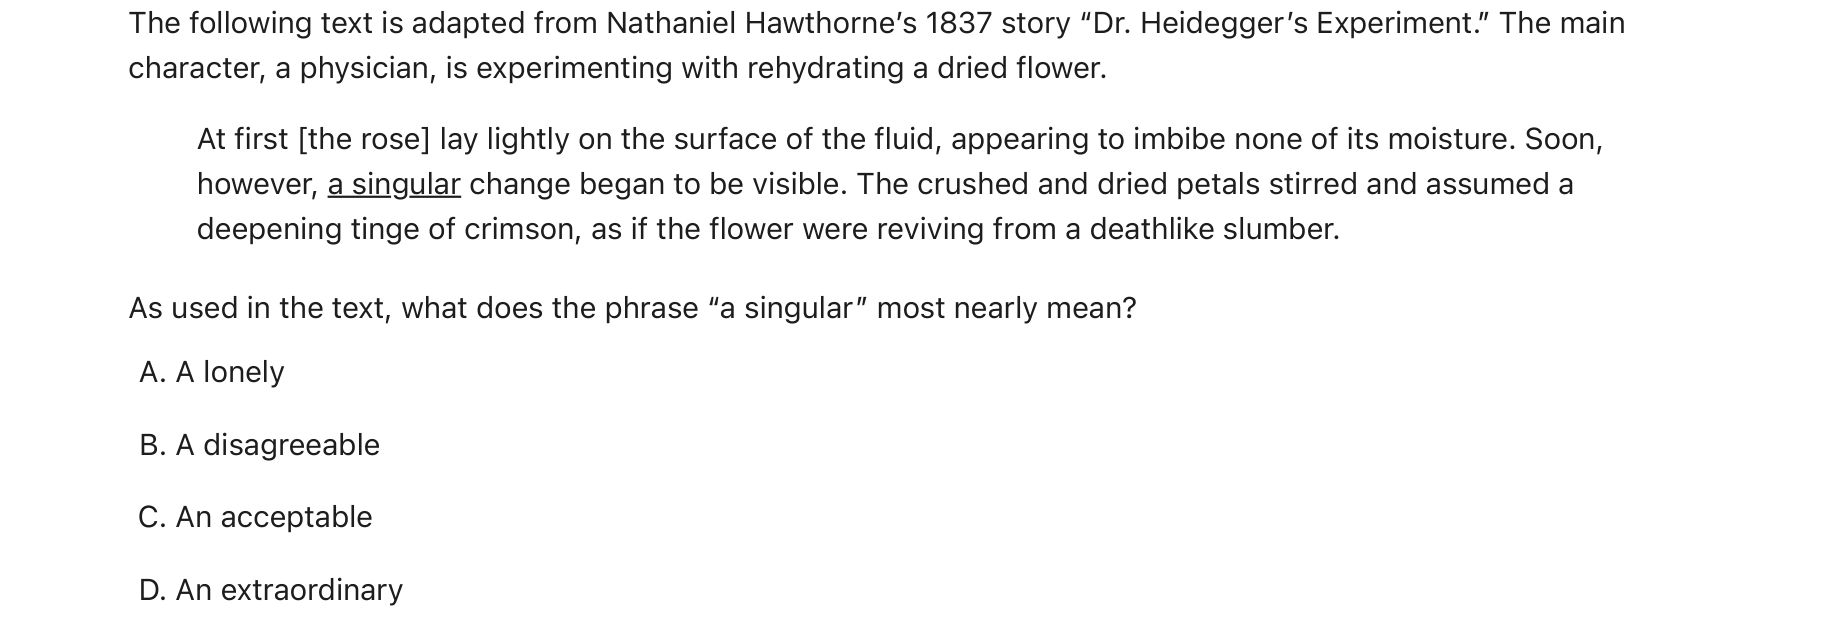 The following text is adapted from Nathaniel Hawthorne’s 1837 story “Dr. Heidegger’s Experiment.” The main
character, a physician, is experimenting with rehydrating a dried flower.
At first [the rose] lay lightly on the surface of the fluid, appearing to imbibe none of its moisture. Soon,
however, a singular change began to be visible. The crushed and dried petals stirred and assumed a
deepening tinge of crimson, as if the flower were reviving from a deathlike slumber.
As used in the text, what does the phrase “a singular” most nearly mean?
A. A lonely
B. A disagreeable
C. An acceptable
D. An extraordinary